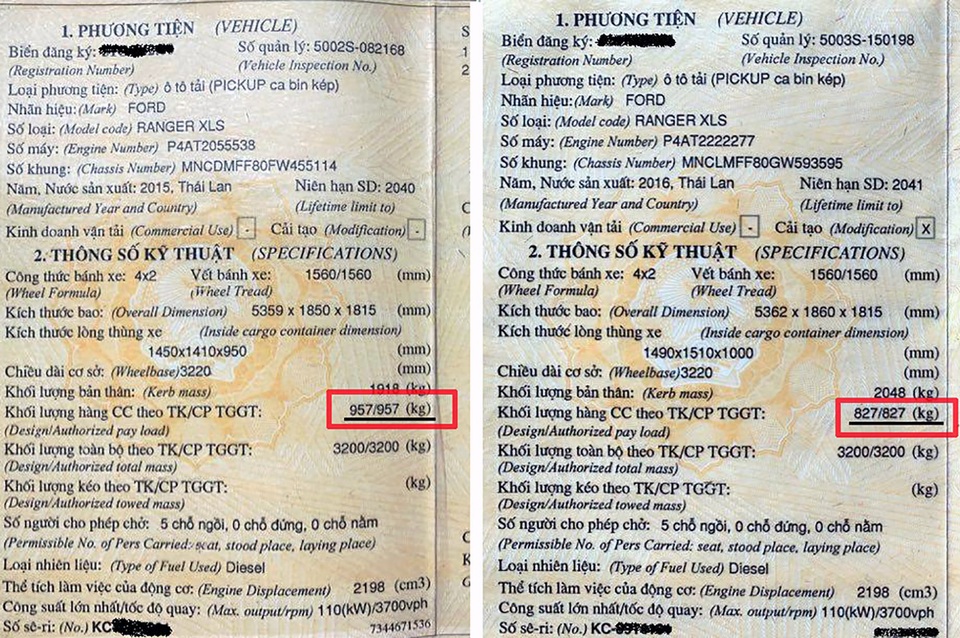 1. PHƯƠNG TIỆN (VEHICLE)
Biển đăng ký: Số quản lý: 5002S-082168
(Registration Number) (Vehicle Inspection No.)
Loại phương tiện: (Type) ô tô tải (PICKUP ca bin kép)
Nhãn hiệu: (Mark) FORD
Số loại: (Model code) RANGER XLS
Số máy: (Engine Number) P4AT2055538
Số khung: (Chassis Number) MNCDMFF80FW455114
Năm, Nước sản xuất: 2015, Thái Lan Niên hạn SD: 2040
(Manufactured Year and Country) (Lifetime limit to)
Kinh doanh vận tải (Commercial Use) - Cải tạo (Modification) -
2. THÔNG SỐ KỸ THUẬT (SPECIFICATIONS)
Công thức bánh xe: 4x2 Vết bánh xe: 1560/1560 (mm)
(Wheel Formula) (Wheel Tread)
Kích thước bao: (Overall Dimension) 5359 x 1850 x 1815 (mm)
Kích thước lòng thùng xe (Inside cargo container dimension)
1450x1410x950 (mm)
Chiều dài cơ sở: (Wheelbase) 3220 (mm)
Khối lượng bản thân: (Kerb mass) 1918 (kg)
Khối lượng hàng CC theo TK/CP TGGT: 957/957 (kg)
(Design/Authorized pay load)
Khối lượng toàn bộ theo TK/CP TGGT: 3200/3200 (kg)
(Design/Authorized total mass)
Khối lượng kéo theo TK/CP TGGT: (kg)
(Design/Authorized towed mass)
Số người cho phép chở: 5 chỗ ngồi, 0 chỗ đứng, 0 chỗ nằm
(Permissible No. of Pers Carried: seat, stood place, laying place)
Loại nhiên liệu: (Type of Fuel Used) Diesel
Thể tích làm việc của động cơ: (Engine Displacement) 2198 (cm3)
Công suất lớn nhất/tốc độ quay: (Max. output/rpm) 110(kW)/3700vph
Số sê-ri: (No.) KC
7344671536
1. PHƯƠNG TIỆN (VEHICLE)
Biển đăng ký: Số quản lý: 5003S-150198
(Registration Number) (Vehicle Inspection No.)
Loại phương tiện: (Type) ô tô tải (PICKUP ca bin kép)
Nhãn hiệu: (Mark) FORD
Số loại: (Model code) RANGER XLS
Số máy: (Engine Number) P4AT2222277
Số khung: (Chassis Number) MNCLMFF80GW593595
Năm, Nước sản xuất: 2016, Thái Lan Niên hạn SD: 2041
(Manufactured Year and Country) (Lifetime limit to)
Kinh doanh vận tải (Commercial Use) - Cải tạo (Modification) X
2. THÔNG SỐ KỸ THUẬT (SPECIFICATIONS)
Công thức bánh xe: 4x2 Vết bánh xe: 1560/1560 (mm)
(Wheel Formula) (Wheel Tread)
Kích thước bao: (Overall Dimension) 5362 x 1860 x 1815 (mm)
Kích thước lòng thùng xe (Inside cargo container dimension)
1490x1510x1000 (mm)
Chiều dài cơ sở: (Wheelbase) 3220 (mm)
Khối lượng bản thân: (Kerb mass) 2048 (kg)
Khối lượng hàng CC theo TK/CP TGGT: 827/827 (kg)
(Design/Authorized pay load)
Khối lượng toàn bộ theo TK/CP TGGT: 3200/3200 (kg)
(Design/Authorized total mass)
Khối lượng kéo theo TK/CP TGGT: (kg)
(Design/Authorized towed mass)
Số người cho phép chở: 5 chỗ ngồi, 0 chỗ đứng, 0 chỗ nằm
(Permissible No. of Pers Carried: seat, stood place, laying place)
Loại nhiên liệu: (Type of Fuel Used) Diesel
Thể tích làm việc của động cơ: (Engine Displacement) 2198 (cm3)
Công suất lớn nhất/tốc độ quay: (Max. output/rpm) 110(kW)/3700vph
Số sê-ri: (No.) KC-